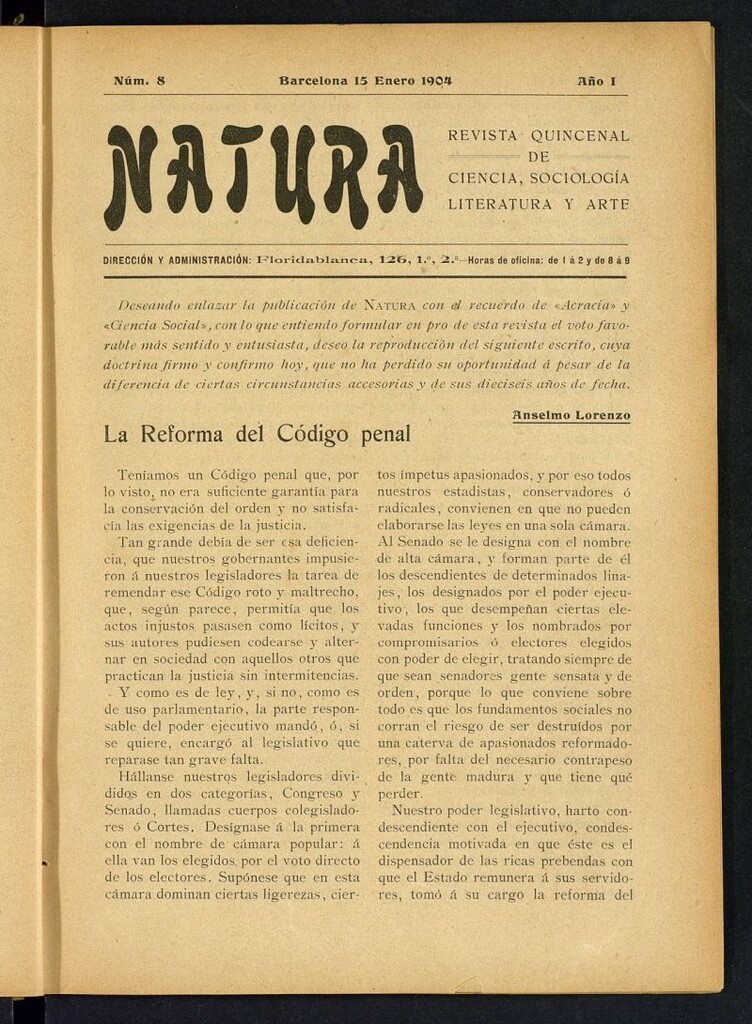 Núm. 8
Barcelona 15 Enero 1904
Año I
NATURA
REVISTA QUINCENAL
DE
CIENCIA, SOCIOLOGÍA
LITERATURA Y ARTE
DIRECCIÓN Y ADMINISTRACIÓN: Floridablanca, 126, 1.º, 2.ª—Horas de oficina: de 1 á 2 y de 8 á 9
Deseando enlazar la publicación de NATURA con el recuerdo de «Acracia» y
«Ciencia Social», con lo que entiendo formular en pro de esta revista el voto favo-
rable más sentido y entusiasta, deseo la reproducción del siguiente escrito, cuya
doctrina firmo y confirmo hoy, que no ha perdido su oportunidad á pesar de la
diferencia de ciertas circunstancias accesorias y de sus dieciseis años de fecha.
Anselmo Lorenzo
La Reforma del Código penal
Teníamos un Código penal que, por
lo visto, no era suficiente garantía para
la conservación del orden y no satisfa-
cía las exigencias de la justicia.
Tan grande debía de ser esa deficien-
cia, que nuestros gobernantes impusie-
ron á nuestros legisladores la tarea de
remendar ese Código roto y maltrecho,
que, según parece, permitía que los
actos injustos pasasen como lícitos, y
sus autores pudiesen codearse y alter-
nar en sociedad con aquellos otros que
practican la justicia sin intermitencias.
Y como es de ley, y, si no, como es
de uso parlamentario, la parte respon-
sable del poder ejecutivo mandó, ó, si
se quiere, encargó al legislativo que
reparase tan grave falta.
Hállanse nuestros legisladores divi-
didos en dos categorías, Congreso y
Senado, llamadas cuerpos colegislado-
res ó Cortes. Desígnase á la primera
con el nombre de cámara popular: á
ella van los elegidos por el voto directo
de los electores. Supónese que en esta
cámara dominan ciertas ligerezas, cier-
tos ímpetus apasionados, y por eso todos
nuestros estadistas, conservadores ó
radicales, convienen en que no pueden
elaborarse las leyes en una sola cámara.
Al Senado se le designa con el nombre
de alta cámara, y forman parte de él
los descendientes de determinados lina-
jes, los designados por el poder ejecu-
tivo, los que desempeñan ciertas ele-
vadas funciones y los nombrados por
compromisarios ó electores elegidos
con poder de elegir, tratando siempre de
que sean senadores gente sensata y de
orden, porque lo que conviene sobre
todo es que los fundamentos sociales no
corran el riesgo de ser destruídos por
una caterva de apasionados reformado-
res, por falta del necesario contrapeso
de la gente madura y que tiene qué
perder.
Nuestro poder legislativo, harto con-
descendiente con el ejecutivo, condes-
cendencia motivada en que éste es el
dispensador de las ricas prebendas con
que el Estado remunera á sus servido-
res, tomó á su cargo la reforma del